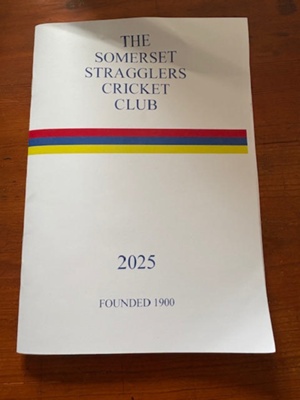 THE
SOMERSET
STRAGGLERS
CRICKET
CLUB
2025
FOUNDED 1900